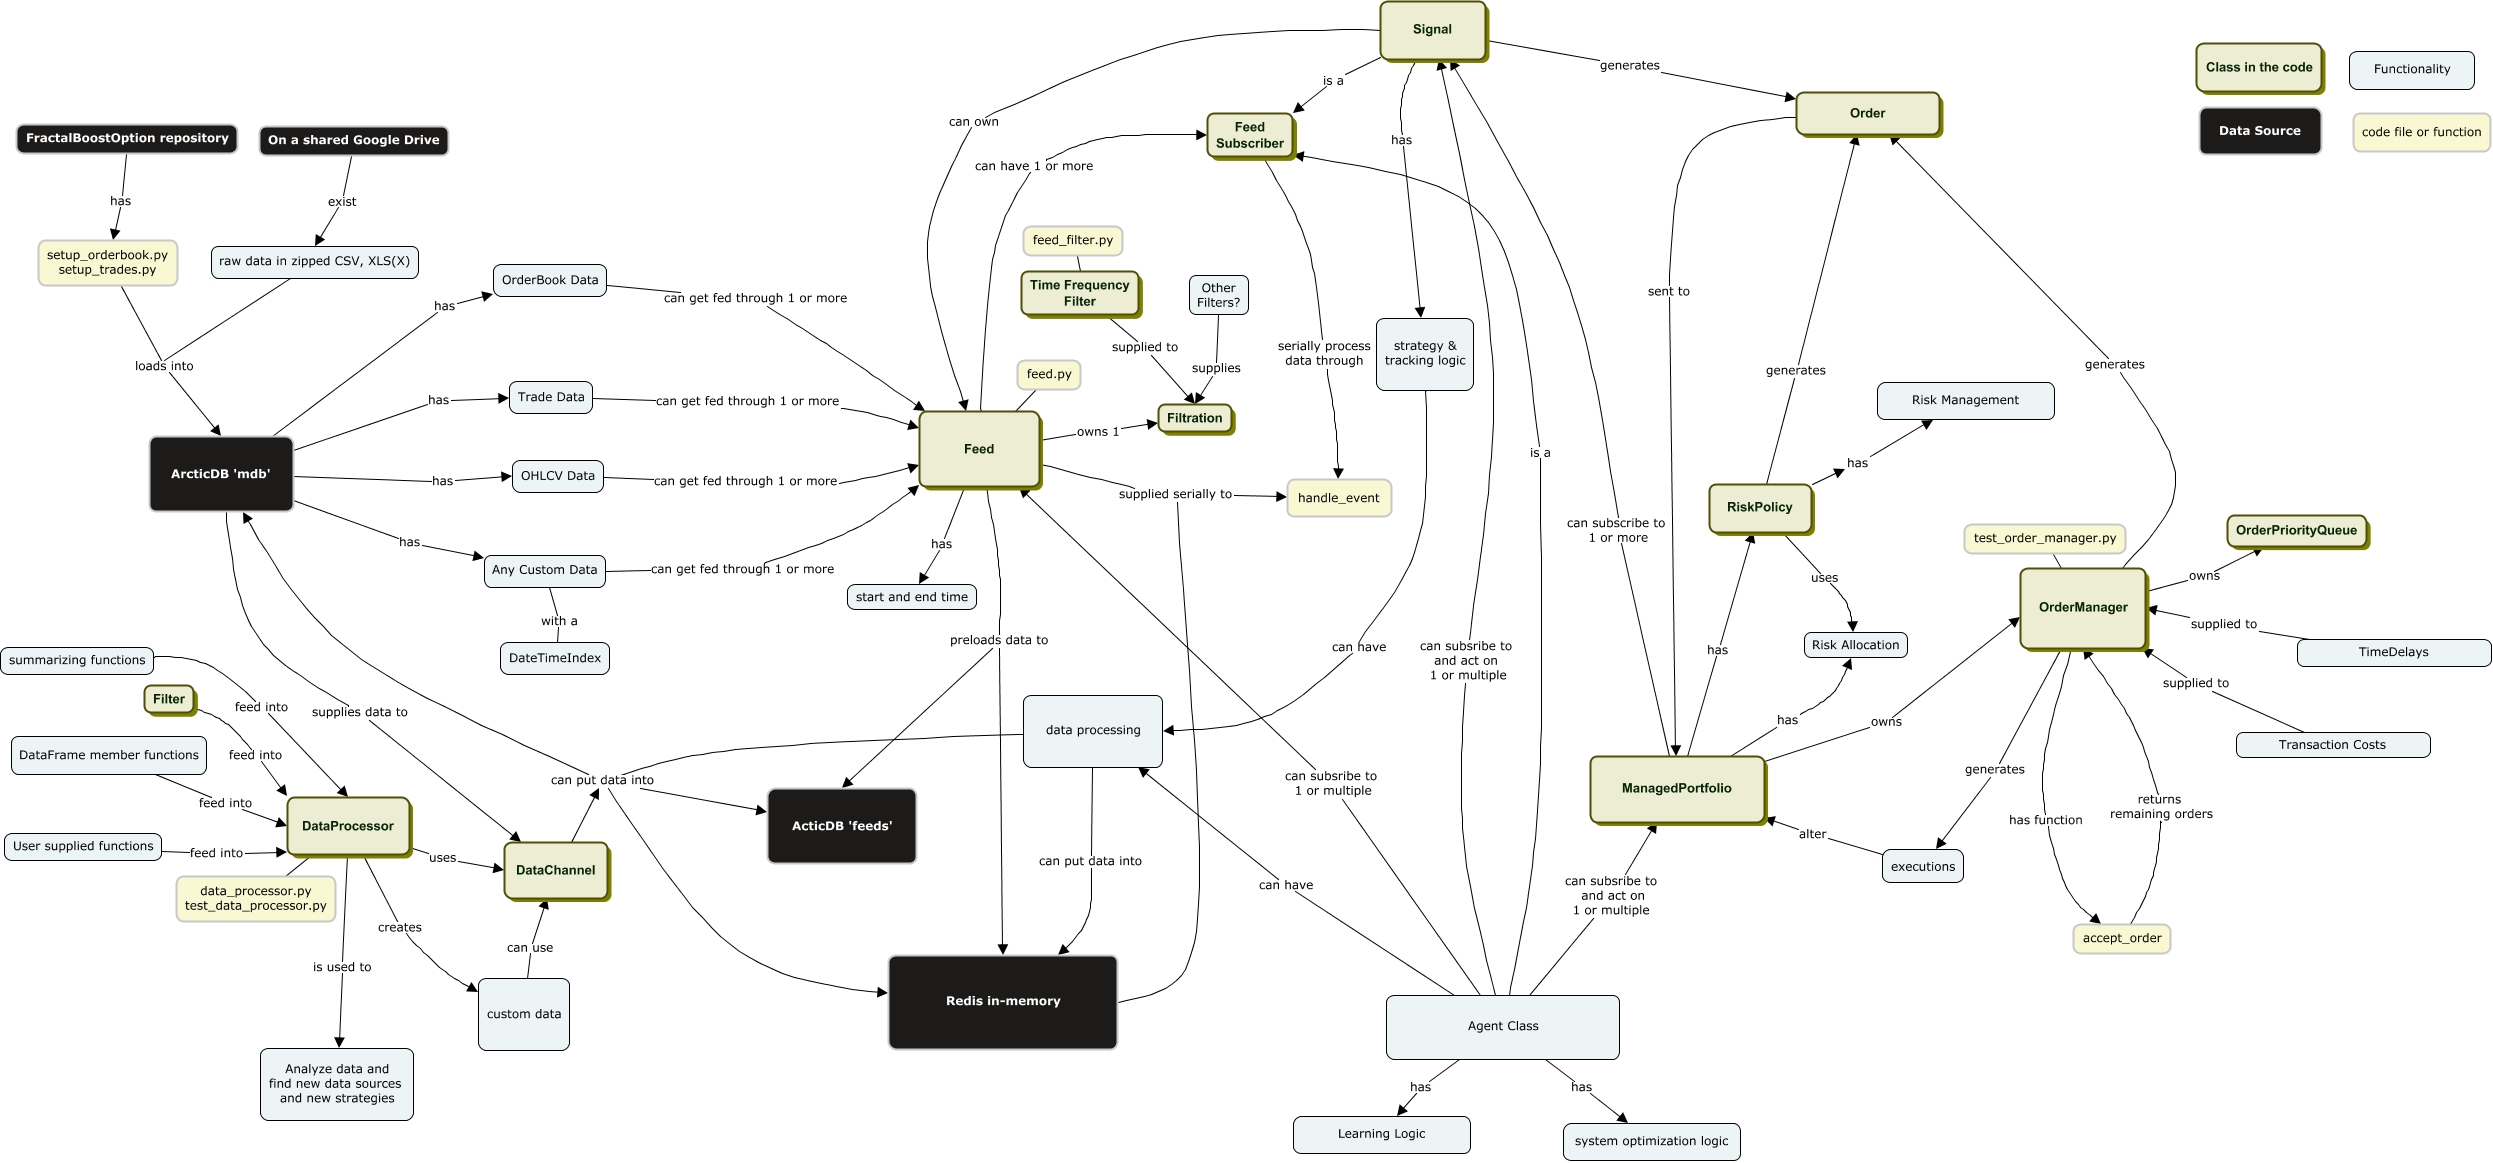 Signal
generates
Class in the code
Functionality
is a
Order
can own
Feed
Subscriber
has
Data Source
code file or function
FractalBoostOption repository
On a shared Google Drive
can have 1 or more
has
exist
feed_filter.py
setup_orderbook.py
setup_trades.py
raw data in zipped CSV, XLS(X)
OrderBook Data
Time Frequency
Filter
Other
Filters?
sent to
has
can get fed through 1 or more
supplied to
serially process
data through
strategy &
tracking logic
loads into
supplies
generates
generates
feed.py
Trade Data
has
can get fed through 1 or more
Filtration
Risk Management
owns 1
Feed
is a
has
ArcticDB 'mdb'
OHLCV Data
has
can get fed through 1 or more
supplied serially to
handle_event
RiskPolicy
can subscribe to
1 or more
test_order_manager.py
OrderPriorityQueue
has
has
Any Custom Data
can get fed through 1 or more
start and end time
uses
owns
OrderManager
with a
supplied to
DateTimeIndex
preloads data to
can have
can subsribe to
and act on
1 or multiple
has
Risk Allocation
TimeDelays
summarizing functions
Filter
feed into
supplies data to
supplied to
has
owns
data processing
DataFrame member functions
feed into
Transaction Costs
can put data into
can subsribe to
1 or multiple
generates
ManagedPortfolio
feed into
DataProcessor
ActicDB 'feeds'
returns
remaining orders
has function
alter
User supplied functions
feed into
uses
DataChannel
can put data into
can have
can subsribe to
and act on
1 or multiple
executions
data_processor.py
test_data_processor.py
creates
can use
accept_order
is used to
Redis in-memory
custom data
Agent Class
Analyze data and
find new data sources
and new strategies
has
has
Learning Logic
system optimization logic